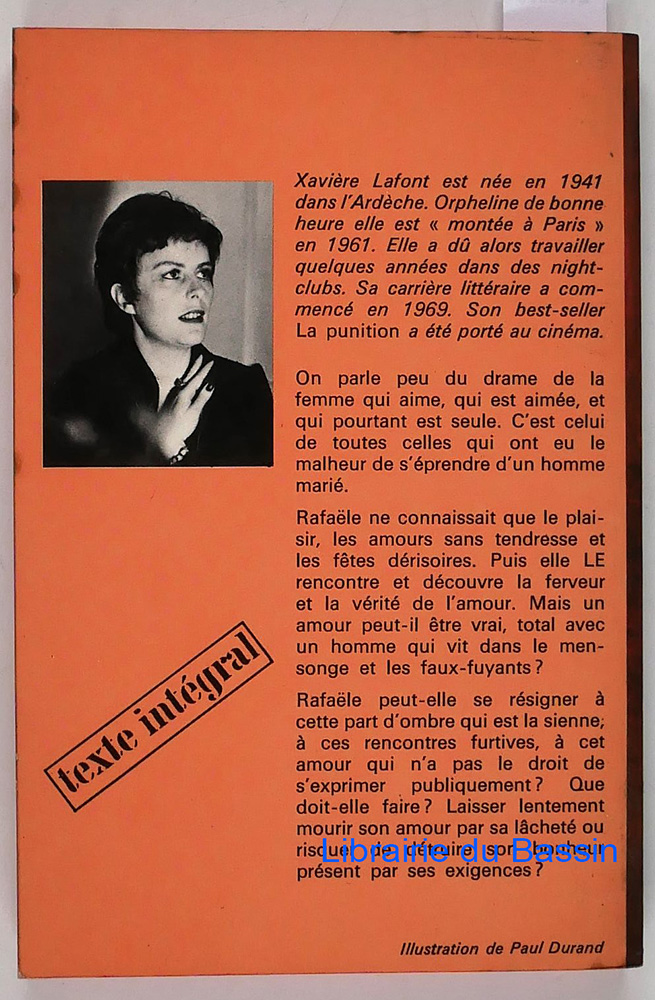 Xavière Lafont est née en 1941
dans l'Ardèche. Orpheline de bonne
heure elle est « montée à Paris »
en 1961. Elle a dû alors travailler
quelques années dans des night-
clubs. Sa carrière littéraire a com-
mencé en 1969. Son best-seller
La punition a été porté au cinéma.
On parle peu du drame de la
femme qui aime, qui est aimée, et
qui pourtant est seule. C'est celui
de toutes celles qui ont eu le
malheur de s'éprendre d'un homme
marié.
Rafaële ne connaissait que le plai-
sir, les amours sans tendresse et
les fêtes dérisoires. Puis elle LE
rencontre et découvre la ferveur
et la vérité de l'amour. Mais un
amour peut-il être vrai, total avec
un homme qui vit dans le men-
songe et les faux-fuyants ?
Rafaële peut-elle se résigner à
cette part d'ombre qui est la sienne;
à ces rencontres furtives, à cet
amour qui n'a pas le droit de
s'exprimer publiquement ? Que
doit-elle faire ? Laisser lentement
mourir son amour par sa lâcheté ou
risquer de détruire son bonheur
présent par ses exigences ?
texte intégral
Librairie du Bassin
Illustration de Paul Durand